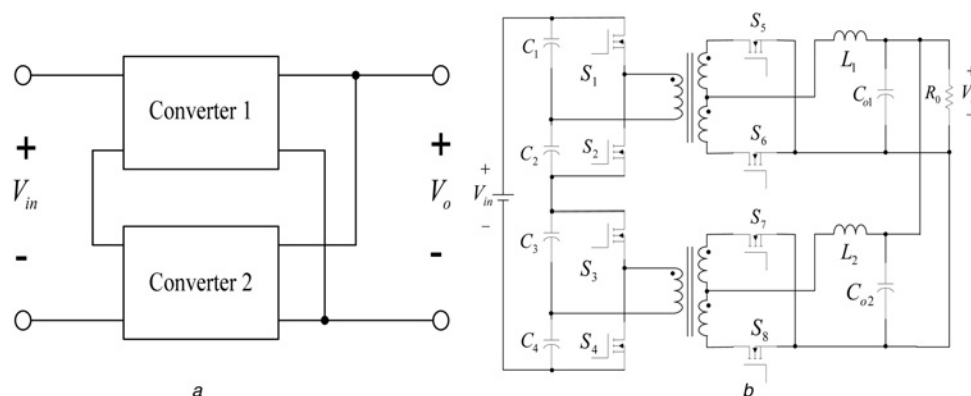 +
V_in
-
Converter 1
Converter 2
+
V_o
-
a
C_1
C_2
C_3
C_4
+
V_in
−
S_1
S_2
S_3
S_4
S_5
S_6
S_7
S_8
L_1
C_o1
R_0
+
−
L_2
C_o2
b